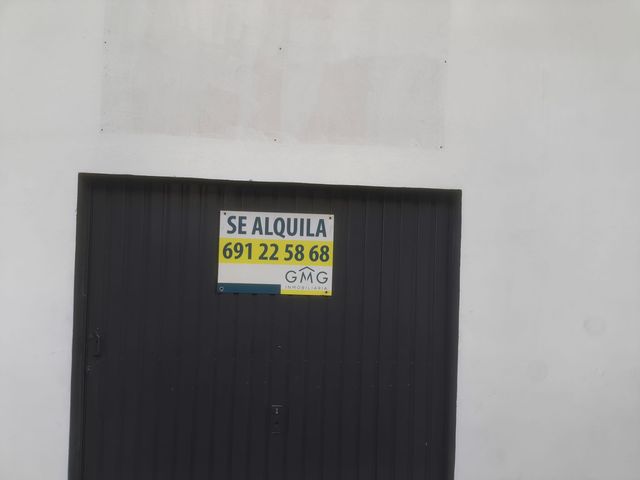 SE ALQUILA
691 22 58 68
GMG
INMOBILIARIA